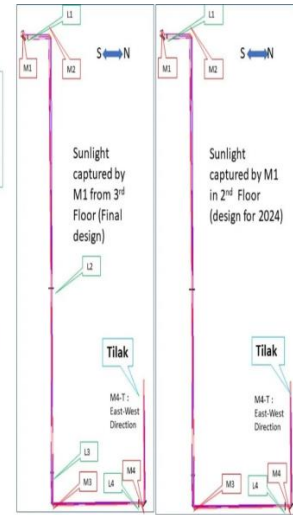 L1
M1
M2
S N
Sunlight
captured by
M1 from 3rd
Floor (Final
design)
L2
Tilak
M4-T :
East-West
Direction
L3
M3
L4
M4
L1
M1
M2
S N
Sunlight
captured by M1
in 2nd Floor
(design for 2024)
Tilak
M4-T :
East-West
Direction
M3
L4
M4